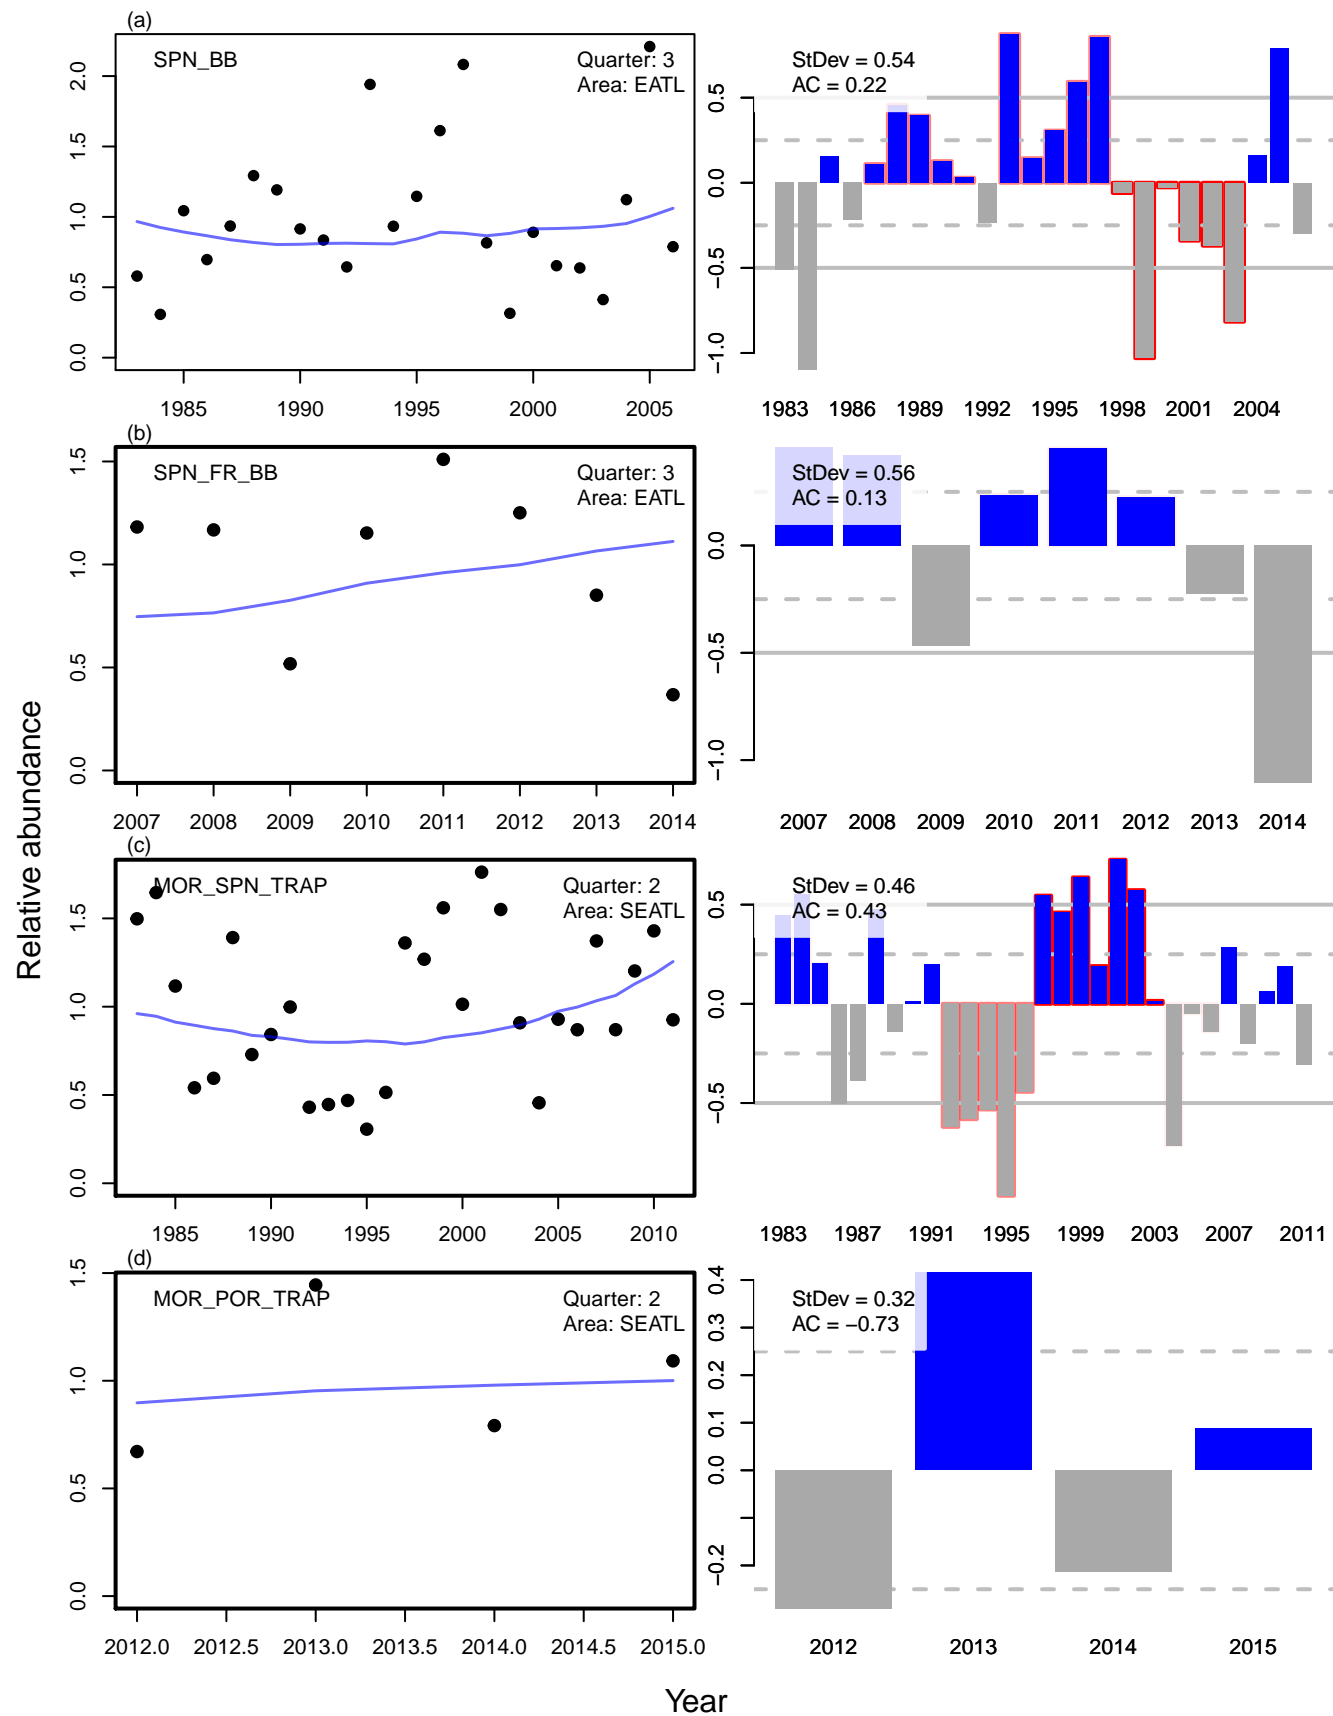 (a)
SPN_BB
Quarter: 3
Area: EATL
0.0 0.5 1.0 1.5 2.0
1985 1990 1995 2000 2005
StDev = 0.54
AC = 0.22
−1.0 −0.5 0.0 0.5
1983 1986 1989 1992 1995 1998 2001 2004
(b)
SPN_FR_BB
Quarter: 3
Area: EATL
0.0 0.5 1.0 1.5
2007 2008 2009 2010 2011 2012 2013 2014
StDev = 0.56
AC = 0.13
−1.0 −0.5 0.0
2007 2008 2009 2010 2011 2012 2013 2014
Relative abundance
(c)
MOR_SPN_TRAP
Quarter: 2
Area: SEATL
0.0 0.5 1.0 1.5
1985 1990 1995 2000 2005 2010
StDev = 0.46
AC = 0.43
−0.5 0.0 0.5
1983 1987 1991 1995 1999 2003 2007 2011
(d)
MOR_POR_TRAP
Quarter: 2
Area: SEATL
0.0 0.5 1.0 1.5
2012.0 2012.5 2013.0 2013.5 2014.0 2014.5 2015.0
StDev = 0.32
AC = −0.73
−0.2 0.0 0.1 0.2 0.3 0.4
2012 2013 2014 2015
Year